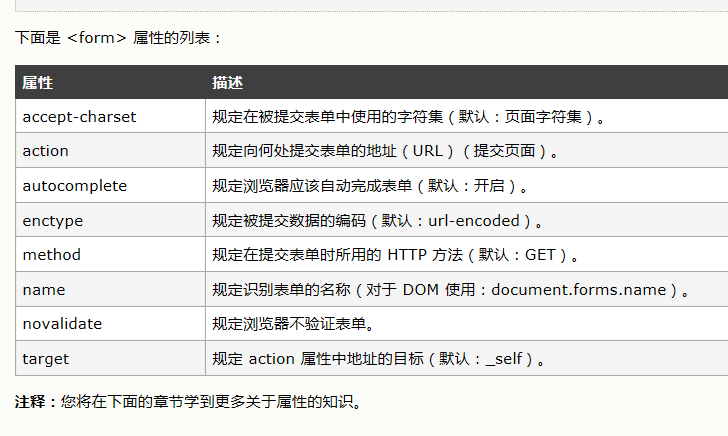 下面是 <form> 属性的列表：
属性 描述
accept-charset 规定在被提交表单中使用的字符集（默认：页面字符集）。
action 规定向何处提交表单的地址（URL）（提交页面）。
autocomplete 规定浏览器应该自动完成表单（默认：开启）。
enctype 规定被提交数据的编码（默认：url-encoded）。
method 规定在提交表单时所用的 HTTP 方法（默认：GET）。
name 规定识别表单的名称（对于 DOM 使用：document.forms.name）。
novalidate 规定浏览器不验证表单。
target 规定 action 属性中地址的目标（默认：_self）。
注释：您将在下面的章节学到更多关于属性的知识。